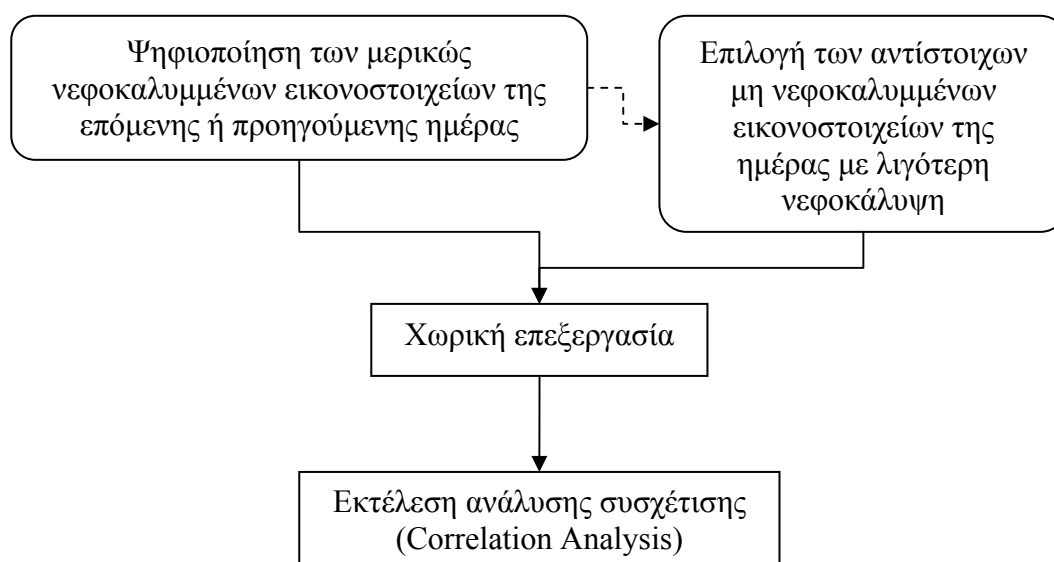 Ψηφιοποίηση των μερικώς
νεφοκαλυμμένων εικονοστοιχείων της
επόμενης ή προηγούμενης ημέρας
Επιλογή των αντίστοιχων
μη νεφοκαλυμμένων
εικονοστοιχείων της
ημέρας με λιγότερη
νεφοκάλυψη
Χωρική επεξεργασία
Εκτέλεση ανάλυσης συσχέτισης
(Correlation Analysis)